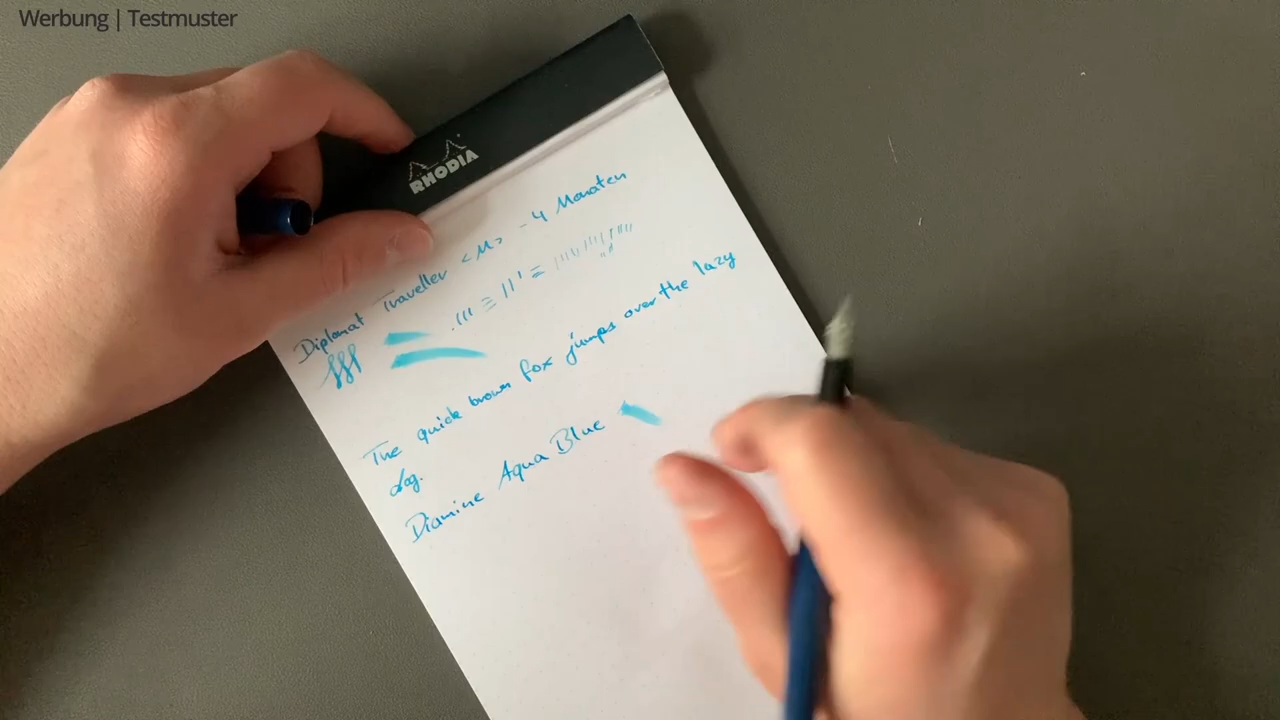 Werbung | Testmuster
RHODIA
Diplomat Traveller <M> - 4 Monaten
The quick brown fox jumps over the lazy
dog.
Diamine Aqua Blue